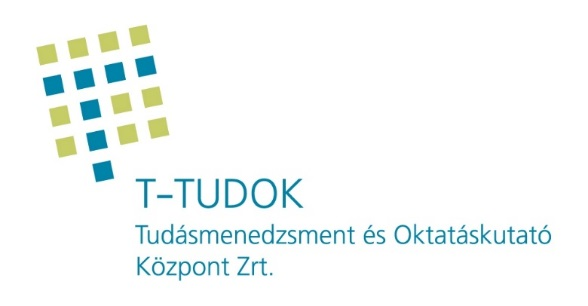 T-TUDOK
Tudásmenedzsment és Oktatáskutató
Központ Zrt.